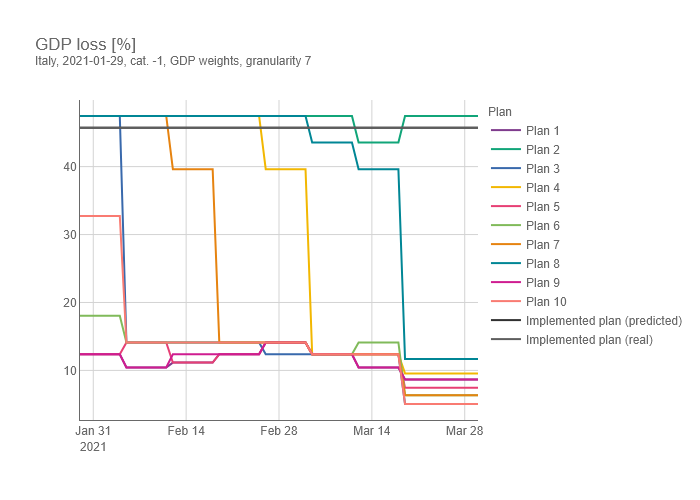 GDP loss [%]
Italy, 2021-01-29, cat. -1, GDP weights, granularity 7
Plan
Plan 1
Plan 2
Plan 3
Plan 4
Plan 5
Plan 6
Plan 7
Plan 8
Plan 9
Plan 10
Implemented plan (predicted)
Implemented plan (real)
40
30
20
10
Jan 31
2021
Feb 14
Feb 28
Mar 14
Mar 28